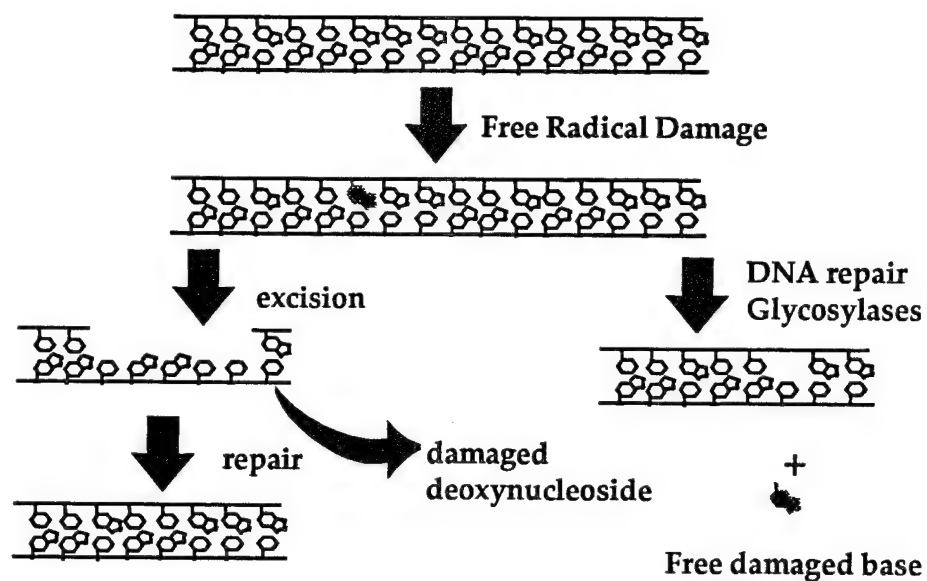 Free Radical Damage
excision
DNA repair
Glycosylases
repair
damaged
deoxynucleoside
+
Free damaged base